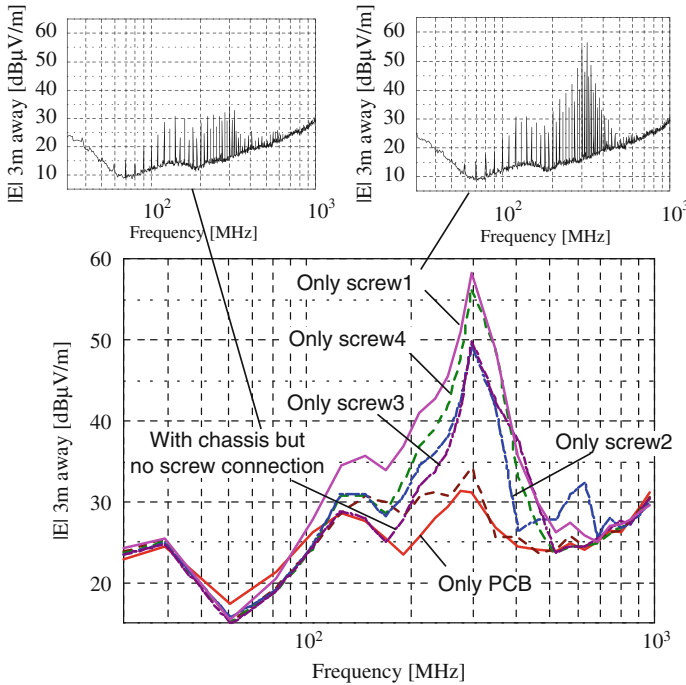 |E| 3m away [dBµV/m]
60
50
40
30
20
10
10²
10³
Frequency [MHz]
|E| 3m away [dBµV/m]
60
50
40
30
20
10
10²
10³
Frequency [MHz]
|E| 3m away [dBµV/m]
60
50
40
30
20
Only screw1
Only screw4
Only screw3
With chassis but
no screw connection
Only screw2
Only PCB
10²
10³
Frequency [MHz]